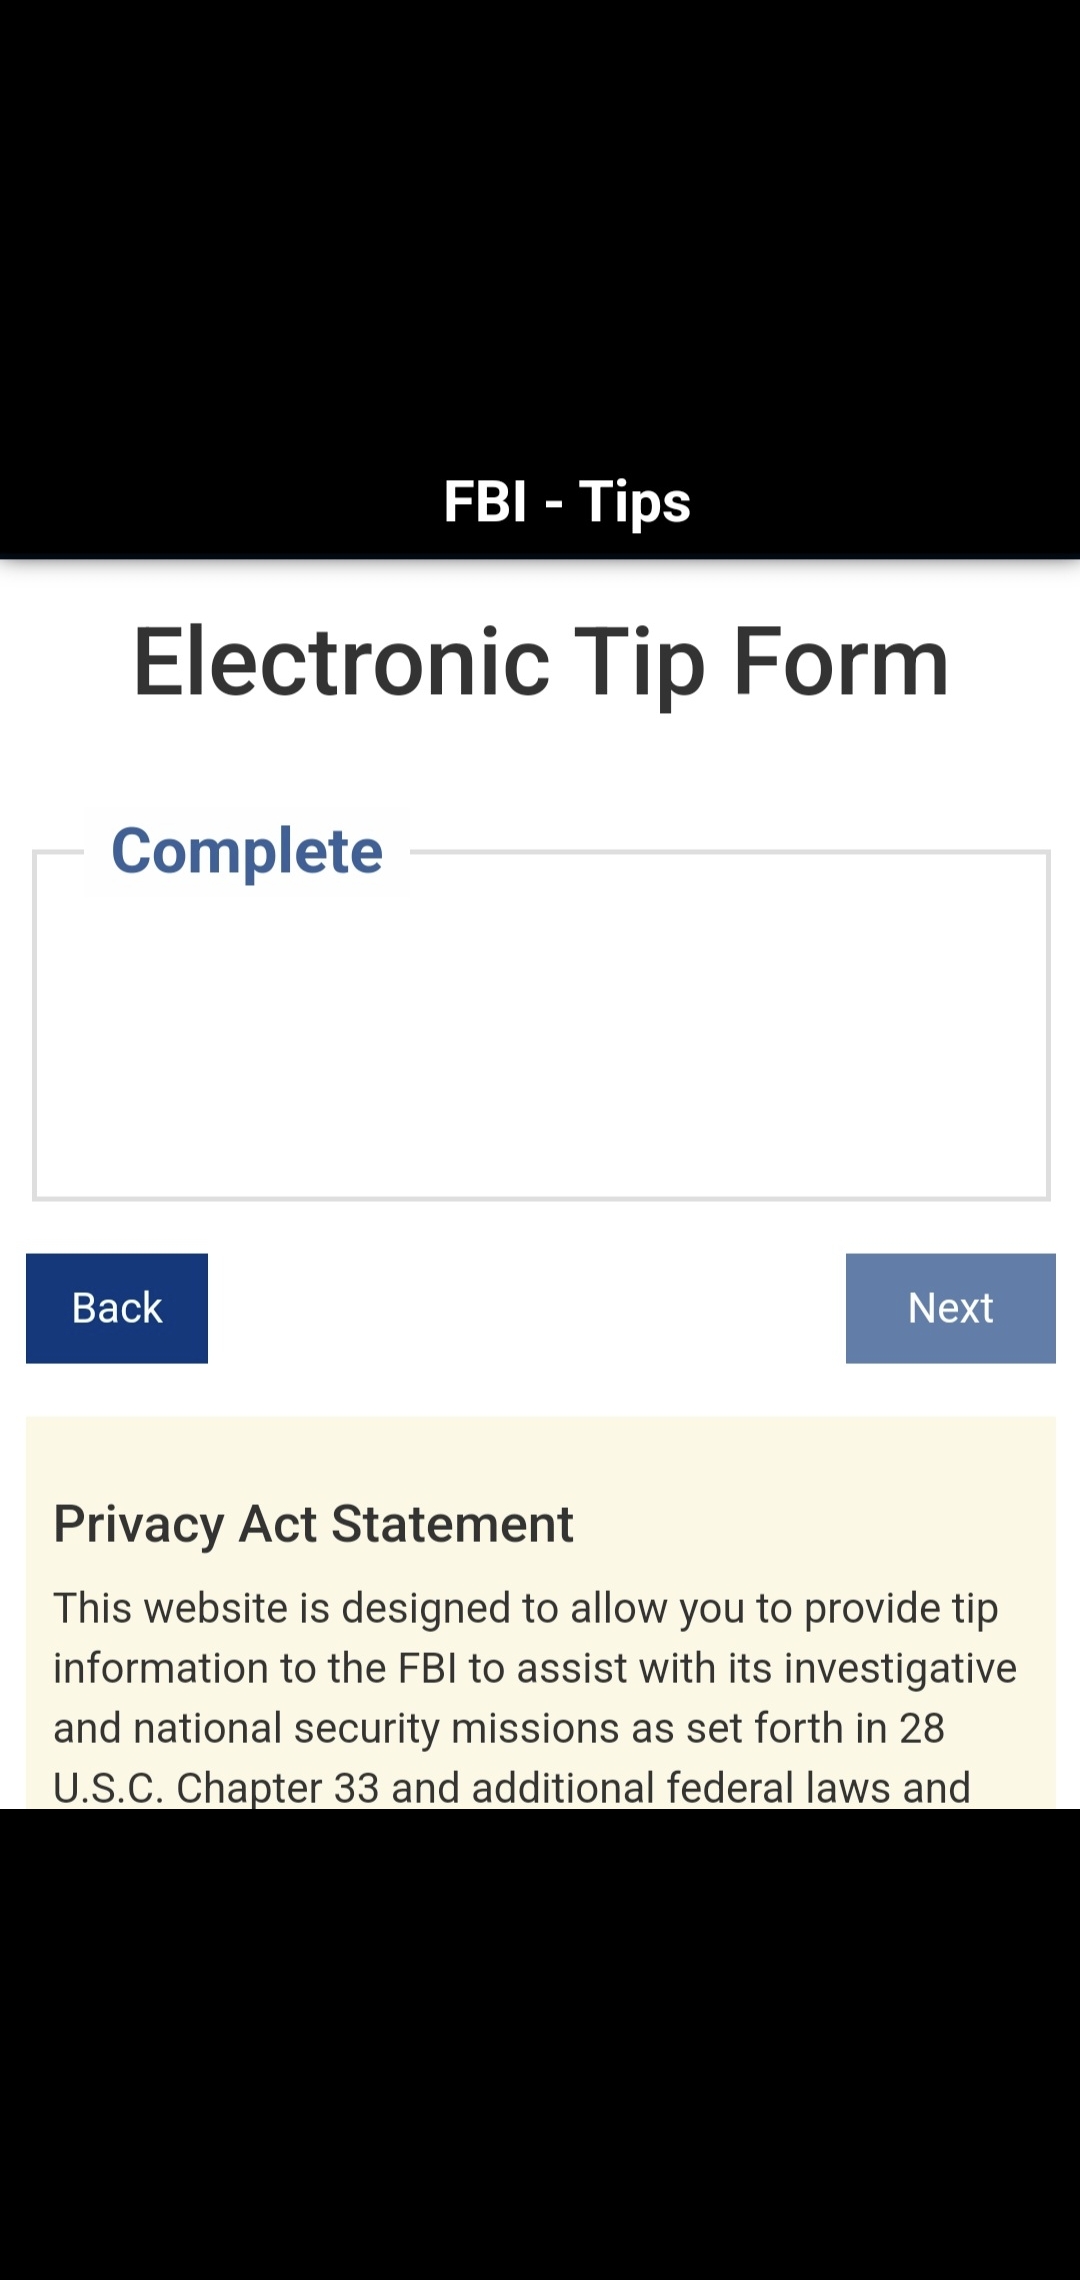 FBI - Tips
Electronic Tip Form
Complete
Back
Next
Privacy Act Statement
This website is designed to allow you to provide tip
information to the FBI to assist with its investigative
and national security missions as set forth in 28
U.S.C. Chapter 33 and additional federal laws and